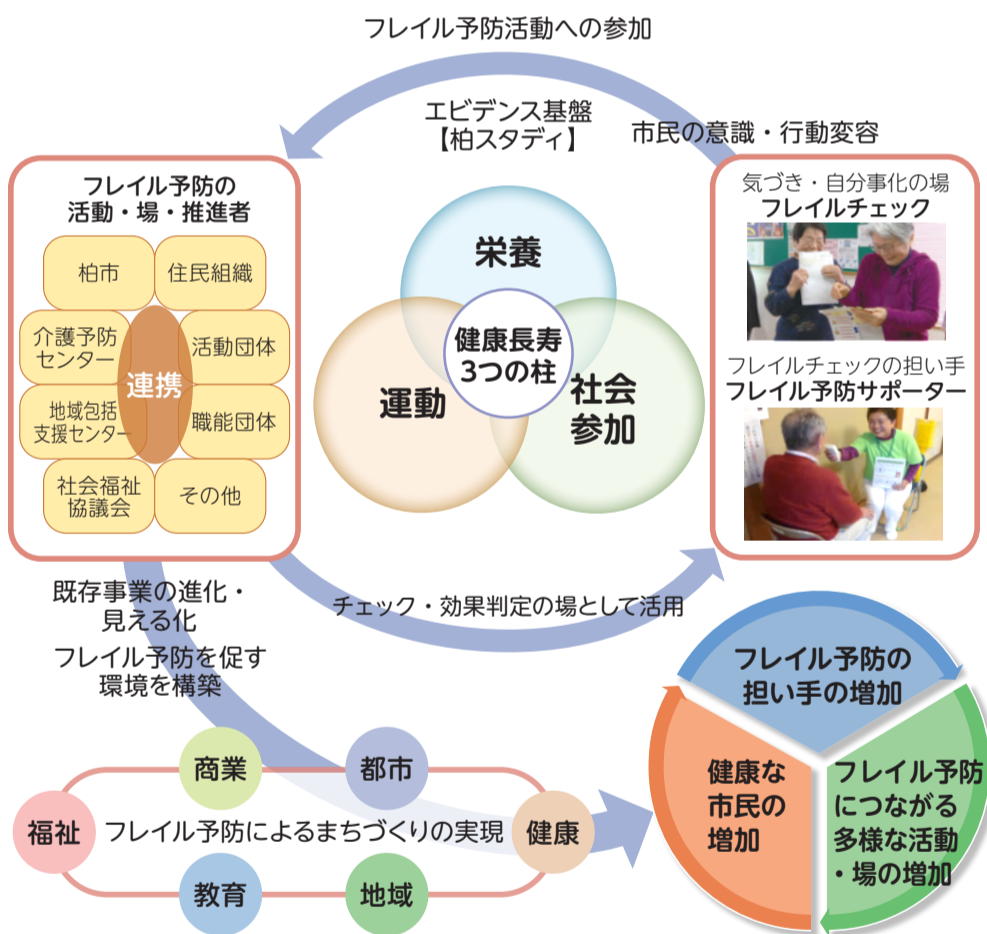 フレイル予防活動への参加
エビデンス基盤
【柏スタディ】
市民の意識・行動変容
フレイル予防の
活動・場・推進者
柏市
住民組織
介護予防
センター
活動団体
連携
地域包括
支援センター
職能団体
社会福祉
協議会
その他
栄養
健康長寿
3つの柱
運動
社会
参加
気づき・自分事化の場
フレイルチェック
フレイルチェックの担い手
フレイル予防サポーター
既存事業の進化・
見える化
フレイル予防を促す
環境を構築
チェック・効果判定の場として活用
商業
都市
福祉
フレイル予防によるまちづくりの実現
健康
教育
地域
フレイル予防の
担い手の増加
健康な
市民の
増加
フレイル予防
につながる
多様な活動
・場の増加